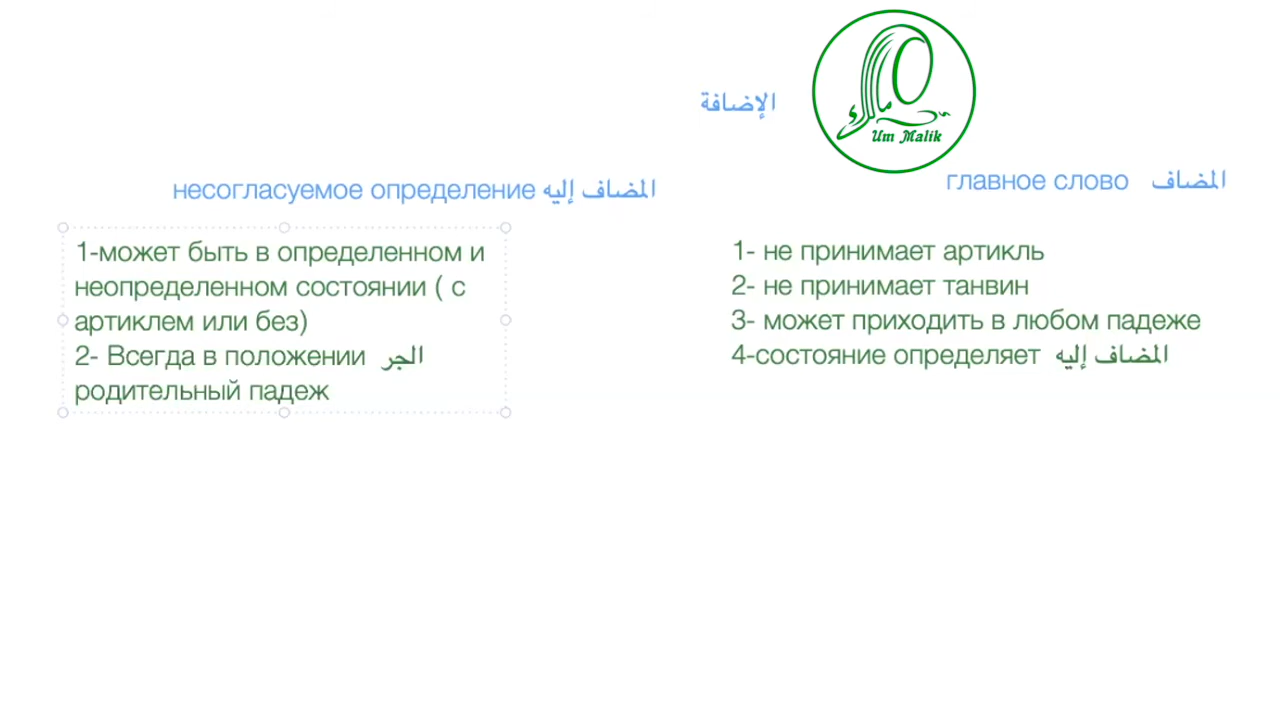 الإضافة
Um Malik
главное слово المضاف
1- не принимает артикль
2- не принимает танвин
3- может приходить в любом падеже
4-состояние определяет المضاف إليه
несогласуемое определение المضاف إليه
1-может быть в определенном и
неопределенном состоянии ( с
артиклем или без)
2- Всегда в положении الجر
родительный падеж